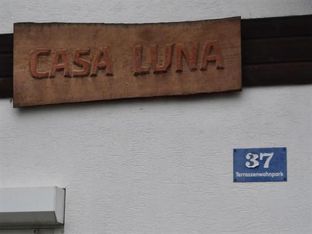 CASA LUNA
37
Terrassenwohnpark